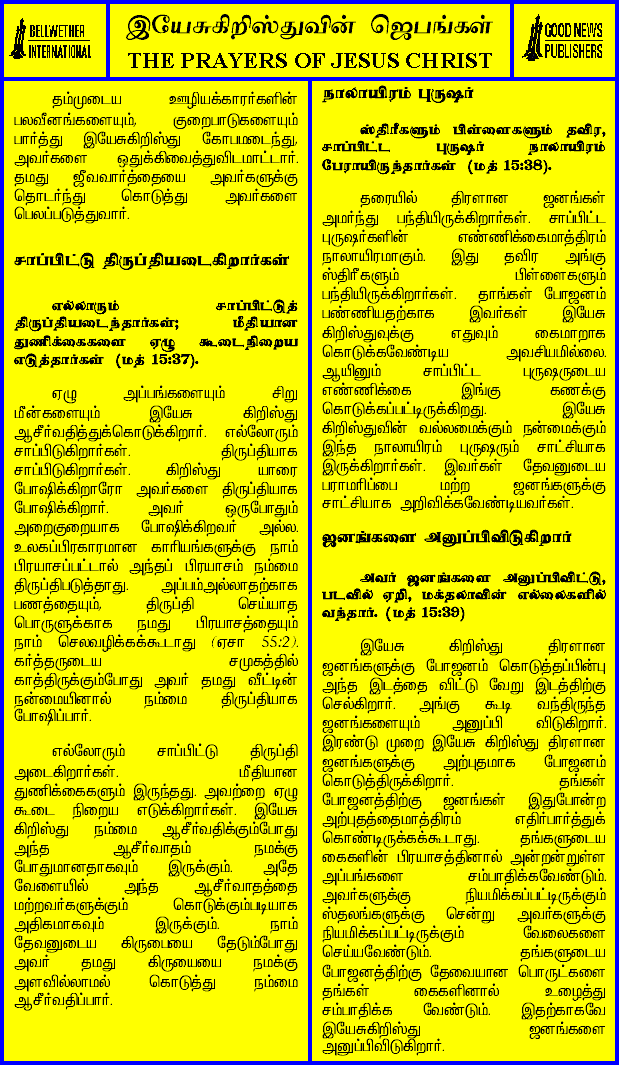 BELLWETHER
INTERNATIONAL
இயேசுகிறிஸ்துவின் ஜெபங்கள்
THE PRAYERS OF JESUS CHRIST
GOOD NEWS
PUBLISHERS
தம்முடைய ஊழியக்காரர்களின்
பலவீனங்களையும், குறைபாடுகளையும்
பார்த்து இயேசுகிறிஸ்து கோபமடைந்து,
அவர்களை ஒதுக்கிவைத்துவிடமாட்டார்.
தமது ஜீவவார்த்தையை அவர்களுக்கு
தொடர்ந்து கொடுத்து அவர்களை
பெலப்படுத்துவார்.
சாப்பிட்டு திருப்தியடைகிறார்கள்
எல்லாரும் சாப்பிட்டுத்
திருப்தியடைந்தார்கள்; மீதியான
துணிக்கைகளை ஏழு கூடைநிறைய
எடுத்தார்கள் (மத் 15:37).
ஏழு அப்பங்களையும் சிறு
மீன்களையும் இயேசு கிறிஸ்து
ஆசீர்வதித்துக்கொடுக்கிறார். எல்லோரும்
சாப்பிடுகிறார்கள். திருப்தியாக
சாப்பிடுகிறார்கள். கிறிஸ்து யாரை
போஷிக்கிறாரோ அவர்களை திருப்தியாக
போஷிக்கிறார். அவர் ஒருபோதும்
அறைகுறையாக போஷிக்கிறவர் அல்ல.
உலகப்பிரகாரமான காரியங்களுக்கு நாம்
பிரயாசப்பட்டால் அந்தப் பிரயாசம் நம்மை
திருப்திபடுத்தாது. அப்பம்அல்லாதற்காக
பணத்தையும், திருப்தி செய்யாத
பொருளுக்காக நமது பிரயாசத்தையும்
நாம் செலவழிக்கக்கூடாது (ஏசா 55:2).
கர்த்தருடைய சமுகத்தில்
காத்திருக்கும்போது அவர் தமது வீட்டின்
நன்மையினால் நம்மை திருப்தியாக
போஷிப்பார்.
எல்லோரும் சாப்பிட்டு திருப்தி
அடைகிறார்கள். மீதியான
துணிக்கைகளும் இருந்தது. அவற்றை ஏழு
கூடை நிறைய எடுக்கிறார்கள். இயேசு
கிறிஸ்து நம்மை ஆசீர்வதிக்கும்போது
அந்த ஆசீர்வாதம் நமக்கு
போதுமானதாகவும் இருக்கும். அதே
வேளையில் அந்த ஆசீர்வாதத்தை
மற்றவர்களுக்கும் கொடுக்கும்படியாக
அதிகமாகவும் இருக்கும். நாம்
தேவனுடைய கிருபையை தேடும்போது
அவர் தமது கிருயையை நமக்கு
அளவில்லாமல் கொடுத்து நம்மை
ஆசீர்வதிப்பார்.
நாலாயிரம் புருஷர்
ஸ்திரீகளும் பிள்ளைகளும் தவிர,
சாப்பிட்ட புருஷர் நாலாயிரம்
பேராயிருந்தார்கள் (மத் 15:38).
தரையில் திரளான ஜனங்கள்
அமர்ந்து பந்தியிருக்கிறார்கள். சாப்பிட்ட
புருஷர்களின் எண்ணிக்கைமாத்திரம்
நாலாயிரமாகும். இது தவிர அங்கு
ஸ்திரீகளும் பிள்ளைகளும்
பந்தியிருக்கிறார்கள். தாங்கள் போஜனம்
பண்ணியதற்காக இவர்கள் இயேசு
கிறிஸ்துவுக்கு எதுவும் கைமாறாக
கொடுக்கவேண்டிய அவசியமில்லை.
ஆயினும் சாப்பிட்ட புருஷருடைய
எண்ணிக்கை இங்கு கணக்கு
கொடுக்கப்பட்டிருக்கிறது. இயேசு
கிறிஸ்துவின் வல்லமைக்கும் நன்மைக்கும்
இந்த நாலாயிரம் புருஷரும் சாட்சியாக
இருக்கிறார்கள். இவர்கள் தேவனுடைய
பராமரிப்பை மற்ற ஜனங்களுக்கு
சாட்சியாக அறிவிக்கவேண்டியவர்கள்.
ஜனங்களை அனுப்பிவிடுகிறார்
அவர் ஜனங்களை அனுப்பிவிட்டு,
படவில் ஏறி, மக்தலாவின் எல்லைகளில்
வந்தார். (மத் 15:39)
இயேசு கிறிஸ்து திரளான
ஜனங்களுக்கு போஜனம் கொடுத்தப்பின்பு
அந்த இடத்தை விட்டு வேறு இடத்திற்கு
செல்கிறார். அங்கு கூடி வந்திருந்த
ஜனங்களையும் அனுப்பி விடுகிறார்.
இரண்டு முறை இயேசு கிறிஸ்து திரளான
ஜனங்களுக்கு அற்புதமாக போஜனம்
கொடுத்திருக்கிறார். தங்கள்
போஜனத்திற்கு ஜனங்கள் இதுபோன்ற
அற்புதத்தைமாத்திரம் எதிர்பார்த்துக்
கொண்டிருக்கக்கூடாது. தங்களுடைய
கைகளின் பிரயாசத்தினால் அன்றன்றுள்ள
அப்பங்களை சம்பாதிக்கவேண்டும்.
அவர்களுக்கு நியமிக்கப்பட்டிருக்கும்
ஸ்தலங்களுக்கு சென்று அவர்களுக்கு
நியமிக்கப்பட்டிருக்கும் வேலைகளை
செய்யவேண்டும். தங்களுடைய
போஜனத்திற்கு தேவையான பொருட்களை
தங்கள் கைகளினால் உழைத்து
சம்பாதிக்க வேண்டும். இதற்காகவே
இயேசுகிறிஸ்து ஜனங்களை
அனுப்பிவிடுகிறார்.